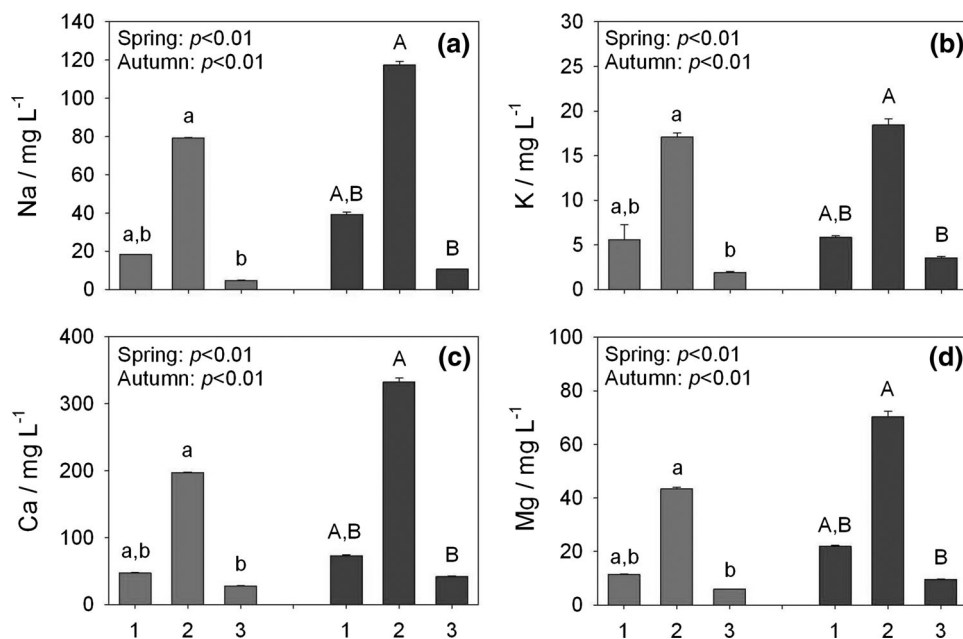 Spring: p<0.01
Autumn: p<0.01
(a)
Na / mg L⁻¹
140
120
100
80
60
40
20
0
a,b
a
b
A,B
A
B
Spring: p<0.01
Autumn: p<0.01
(b)
K / mg L⁻¹
30
25
20
15
10
5
0
a,b
a
b
A,B
A
B
Spring: p<0.01
Autumn: p<0.01
(c)
Ca / mg L⁻¹
400
300
200
100
0
a,b
a
b
A,B
A
B
1 2 3 1 2 3
Spring: p<0.01
Autumn: p<0.01
(d)
Mg / mg L⁻¹
100
80
60
40
20
0
a,b
a
b
A,B
A
B
1 2 3 1 2 3